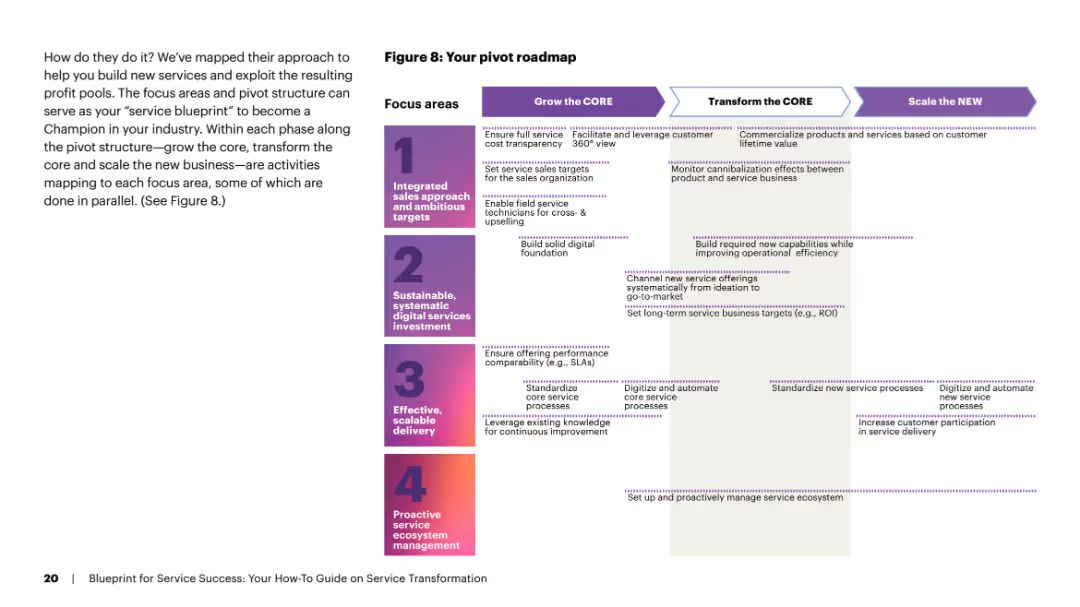 How do they do it? We’ve mapped their approach to
help you build new services and exploit the resulting
profit pools. The focus areas and pivot structure can
serve as your “service blueprint” to become a
Champion in your industry. Within each phase along
the pivot structure—grow the core, transform the
core and scale the new business—are activities
mapping to each focus area, some of which are
done in parallel. (See Figure 8.)
Figure 8: Your pivot roadmap
Focus areas
Grow the CORE
Transform the CORE
Scale the NEW
1
Integrated
sales approach
and ambitious
targets
Ensure full service
cost transparency
Facilitate and leverage customer
360° view
Commercialize products and services based on customer
lifetime value
Set service sales targets
for the sales organization
Monitor cannibalization effects between
product and service business
Enable field service
technicians for cross- &
upselling
2
Sustainable,
systematic
digital services
investment
Build solid digital
foundation
Build required new capabilities while
improving operational efficiency
Channel new service offerings
systematically from ideation to
go-to-market
Set long-term service business targets (e.g., ROI)
3
Effective,
scalable
delivery
Ensure offering performance
comparability (e.g., SLAs)
Standardize
core service
processes
Digitize and automate
core service
processes
Standardize new service processes
Digitize and automate
new service
processes
Leverage existing knowledge
for continuous improvement
Increase customer participation
in service delivery
4
Proactive
service
ecosystem
management
Set up and proactively manage service ecosystem
20 | Blueprint for Service Success: Your How-To Guide on Service Transformation